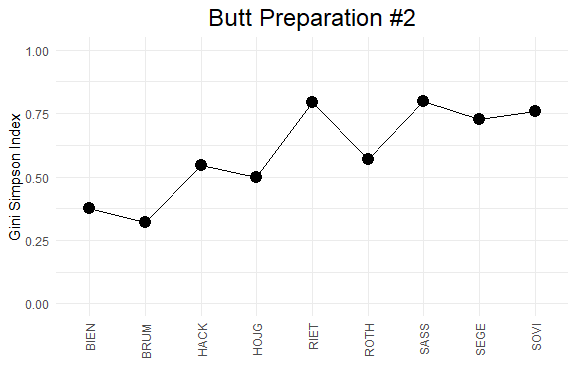 Butt Preparation #2
Gini Simpson Index
1.00
0.75
0.50
0.25
0.00
BIEN
BRUM
HACK
HOJG
RIET
ROTH
SASS
SEGE
SOVI